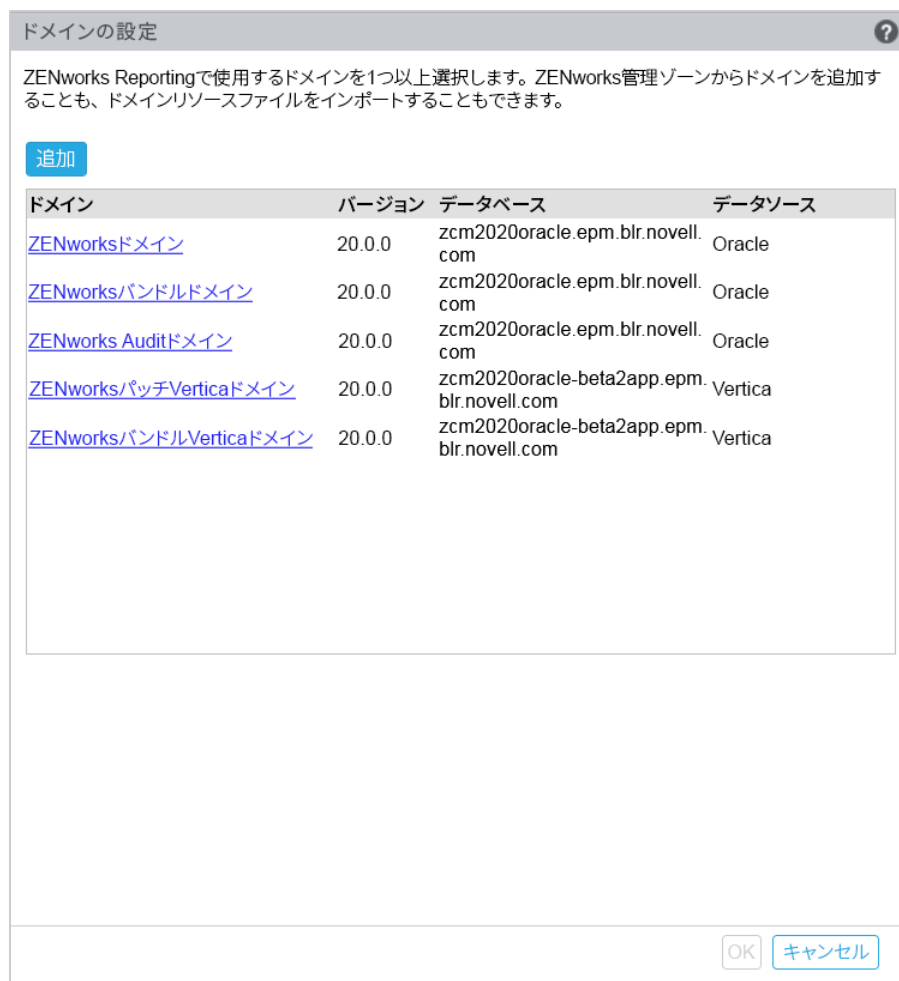 ドメインの設定
ZENworks Reportingで使用するドメインを1つ以上選択します。ZENworks管理ゾーンからドメインを追加す
ることも、ドメインリソースファイルをインポートすることもできます。
追加
ドメイン バージョン データベース データソース
ZENworksドメイン 20.0.0 zcm2020oracle.epm.blr.novell.
com Oracle
ZENworksバンドルドメイン 20.0.0 zcm2020oracle.epm.blr.novell.
com Oracle
ZENworks Auditドメイン 20.0.0 zcm2020oracle.epm.blr.novell.
com Oracle
ZENworksパッチVerticaドメイン 20.0.0 zcm2020oracle-beta2app.epm.
blr.novell.com Vertica
ZENworksバンドルVerticaドメイン 20.0.0 zcm2020oracle-beta2app.epm.
blr.novell.com Vertica
OK キャンセル